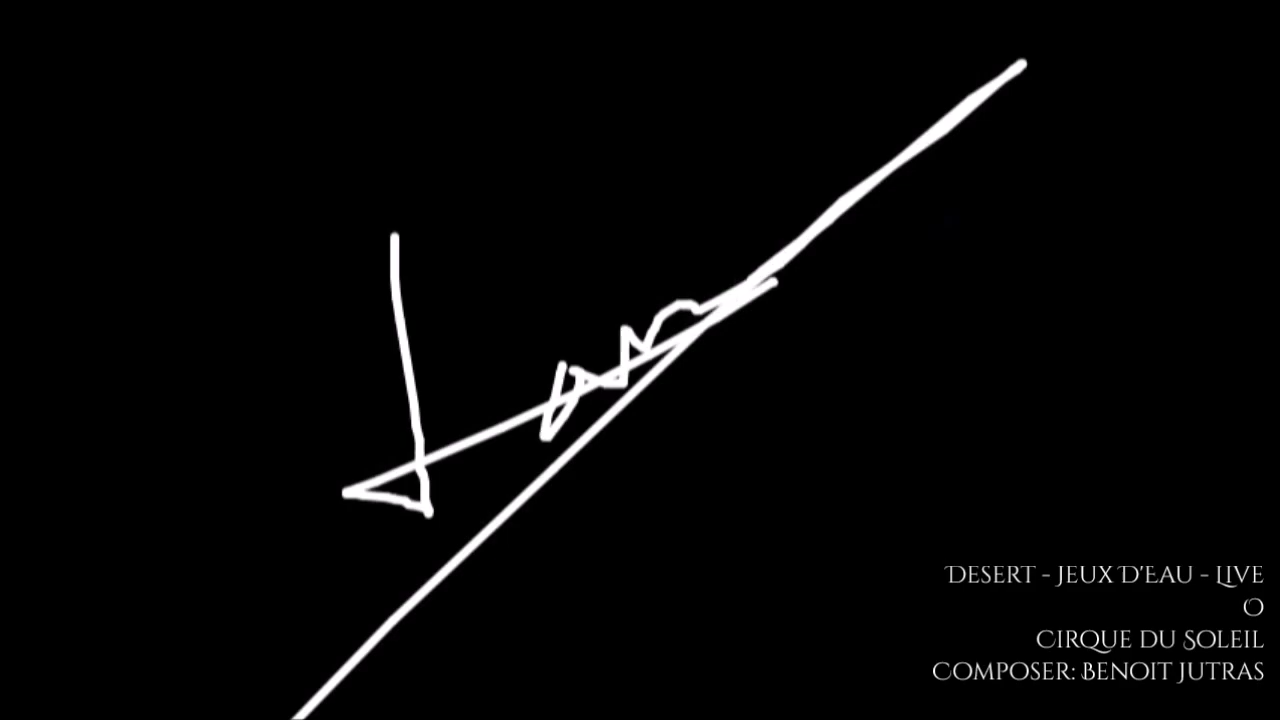 Desert - Jeux D'Eau - Live
O
Cirque du Soleil
Composer: Benoit Jutras